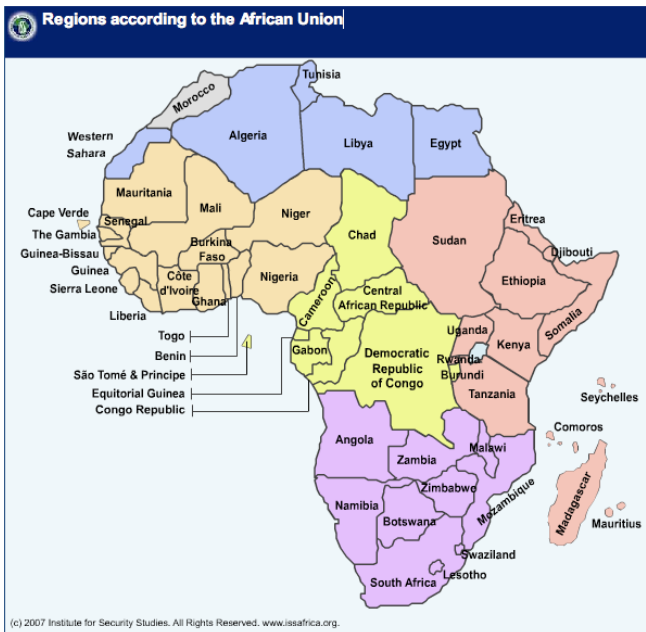 Regions according to the African Union
Tunisia
Morocco
Algeria
Libya
Egypt
Western
Sahara
Mauritania
Mali
Niger
Chad
Sudan
Eritrea
Djibouti
Cape Verde
Senegal
The Gambia
Guinea-Bissau
Guinea
Sierra Leone
Liberia
Burkina
Faso
Côte
d'Ivoire
Ghana
Nigeria
Cameroon
Central
African Republic
Ethiopia
Somalia
Togo
Benin
São Tomé & Principe
Equitorial Guinea
Congo Republic
Gabon
Democratic
Republic
of Congo
Uganda
Kenya
Rwanda
Burundi
Tanzania
Seychelles
Comoros
Angola
Zambia
Malawi
Mozambique
Zimbabwe
Madagascar
Mauritius
Namibia
Botswana
Swaziland
Lesotho
South Africa
(c) 2007 Institute for Security Studies. All Rights Reserved. www.issafrica.org.